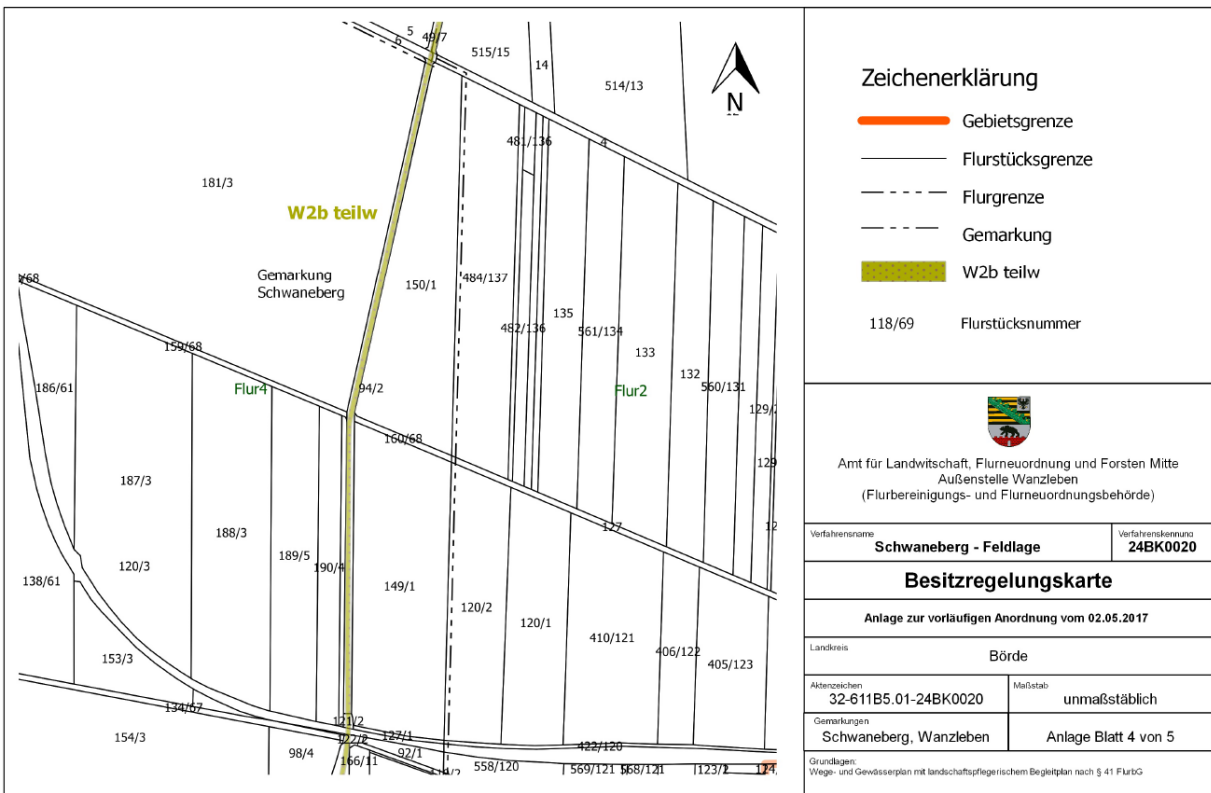 5
6
49/7
515/15
14
514/13
N
481/136
4
181/3
W2b teilw
Gemarkung
Schwaneberg
150/1
484/137
482/136
135
561/134
133
132
560/131
159/68
186/61
Flur4
94/2
Flur2
160/68
187/3
188/3
189/5
190/4
127
138/61
120/3
149/1
120/2
120/1
410/121
406/122
405/123
153/3
134/67
154/3
121/2
122/2
127/1
98/4
166/11
92/1
422/120
558/120
569/121
568/121
123/2
Zeichenerklärung
Gebietsgrenze
Flurstücksgrenze
Flurgrenze
Gemarkung
W2b teilw
118/69 Flurstücksnummer
Amt für Landwitschaft, Flurneuordnung und Forsten Mitte
Außenstelle Wanzleben
(Flurbereinigungs- und Flurneuordnungsbehörde)
Verfahrensname
Schwaneberg - Feldlage
Verfahrenskennung
24BK0020
Besitzregelungskarte
Anlage zur vorläufigen Anordnung vom 02.05.2017
Landkreis
Börde
Aktenzeichen
32-611B5.01-24BK0020
Maßstab
unmaßstäblich
Gemarkungen
Schwaneberg, Wanzleben
Anlage Blatt 4 von 5
Grundlagen:
Wege- und Gewässerplan mit landschaftspflegerischem Begleitplan nach § 41 FlurbG